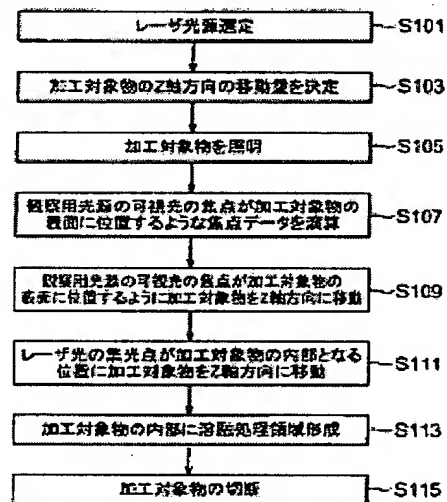 レーザ光源選定
S101
加工対象物のZ軸方向の移動量を決定
S103
加工対象物を照明
S105
観察用光源の可視光の焦点が加工対象物の
表面に位置するような焦点データを演算
S107
観察用光源の可視光の焦点が加工対象物の
表面に位置するように加工対象物をZ軸方向に移動
S109
レーザ光の集光点が加工対象物の内部となる
位置に加工対象物をZ軸方向に移動
S111
加工対象物の内部に溶融処理領域形成
S113
加工対象物の切断
S115